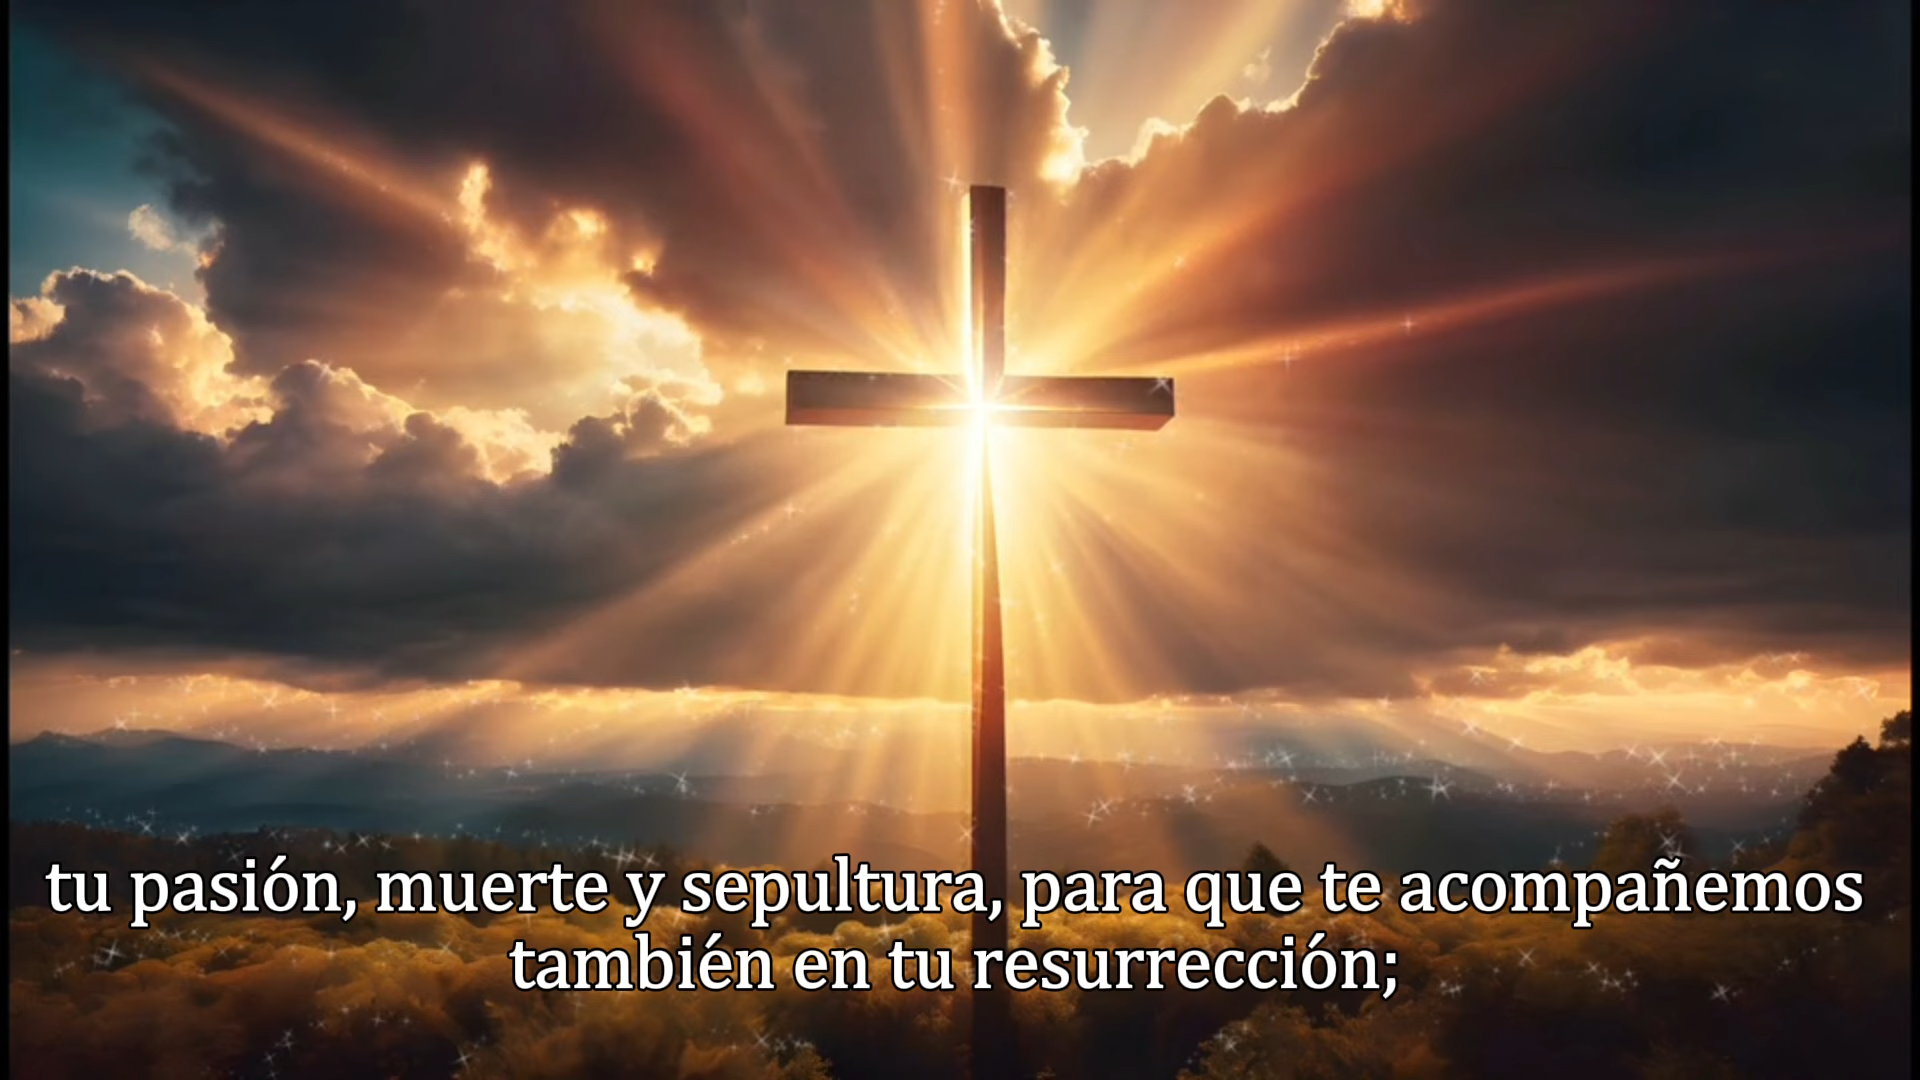 tu pasión, muerte y sepultura, para que te acompañemos
también en tu resurrección;